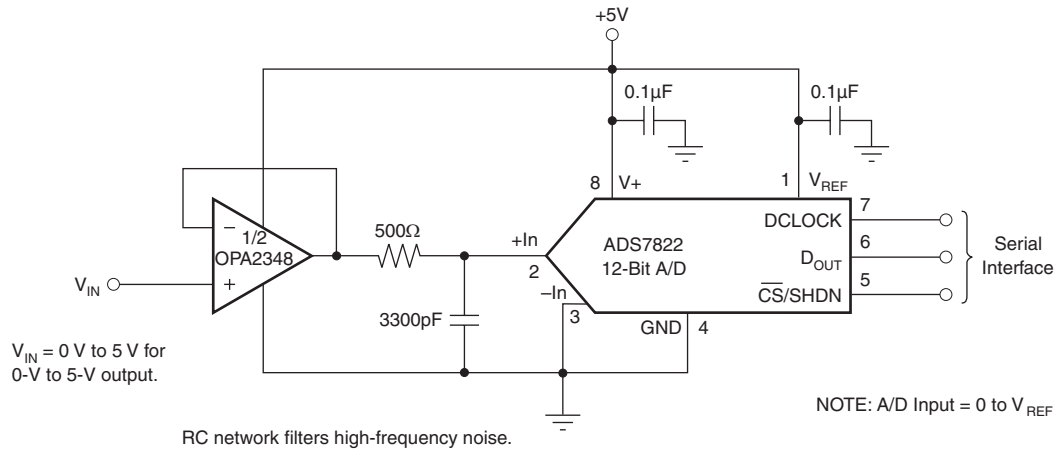 +5V
0.1µF
0.1µF
8
V+
1
V_REF
−
1/2
OPA2348
+
V_IN
500Ω
3300pF
+In
2
−In
3
ADS7822
12-Bit A/D
GND
4
DCLOCK
7
D_OUT
6
C̅S̅/SHDN
5
Serial
Interface
V_IN = 0 V to 5 V for
0-V to 5-V output.
NOTE: A/D Input = 0 to V_REF
RC network filters high-frequency noise.